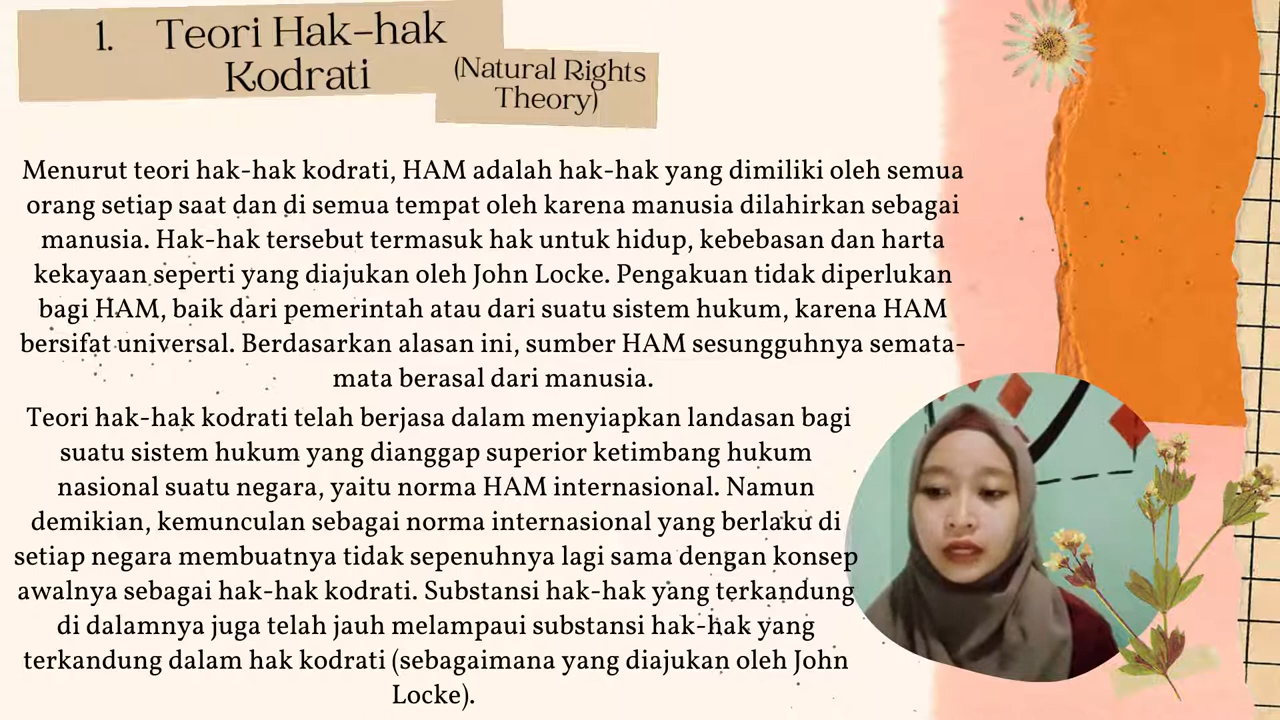 1. Teori Hak-hak
Kodrati
(Natural Rights
Theory)
Menurut teori hak-hak kodrati, HAM adalah hak-hak yang dimiliki oleh semua
orang setiap saat dan di semua tempat oleh karena manusia dilahirkan sebagai
manusia. Hak-hak tersebut termasuk hak untuk hidup, kebebasan dan harta
kekayaan seperti yang diajukan oleh John Locke. Pengakuan tidak diperlukan
bagi HAM, baik dari pemerintah atau dari suatu sistem hukum, karena HAM
bersifat universal. Berdasarkan alasan ini, sumber HAM sesungguhnya semata-
mata berasal dari manusia.
Teori hak-hak kodrati telah berjasa dalam menyiapkan landasan bagi
suatu sistem hukum yang dianggap superior ketimbang hukum
nasional suatu negara, yaitu norma HAM internasional. Namun
demikian, kemunculan sebagai norma internasional yang berlaku di
setiap negara membuatnya tidak sepenuhnya lagi sama dengan konsep
awalnya sebagai hak-hak kodrati. Substansi hak-hak yang terkandung
di dalamnya juga telah jauh melampaui substansi hak-hak yang
terkandung dalam hak kodrati (sebagaimana yang diajukan oleh John
Locke).